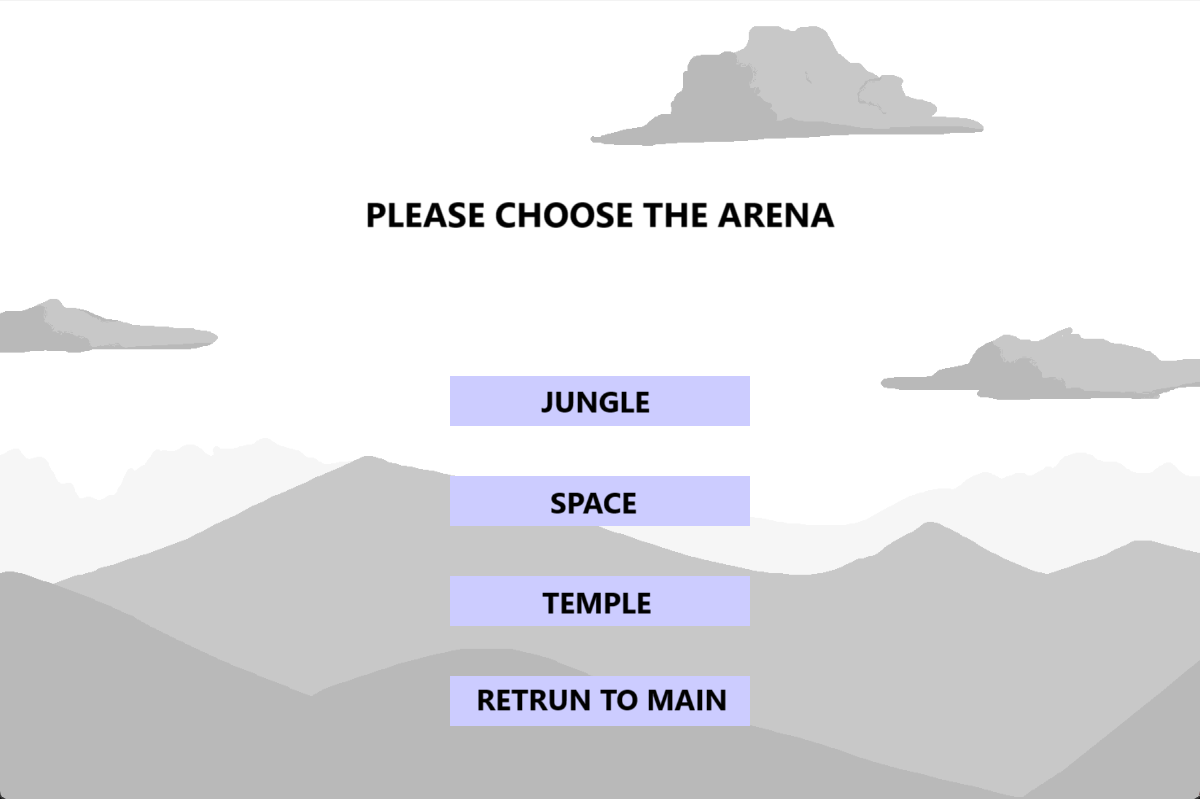 PLEASE CHOOSE THE ARENA
JUNGLE
SPACE
TEMPLE
RETRUN TO MAIN